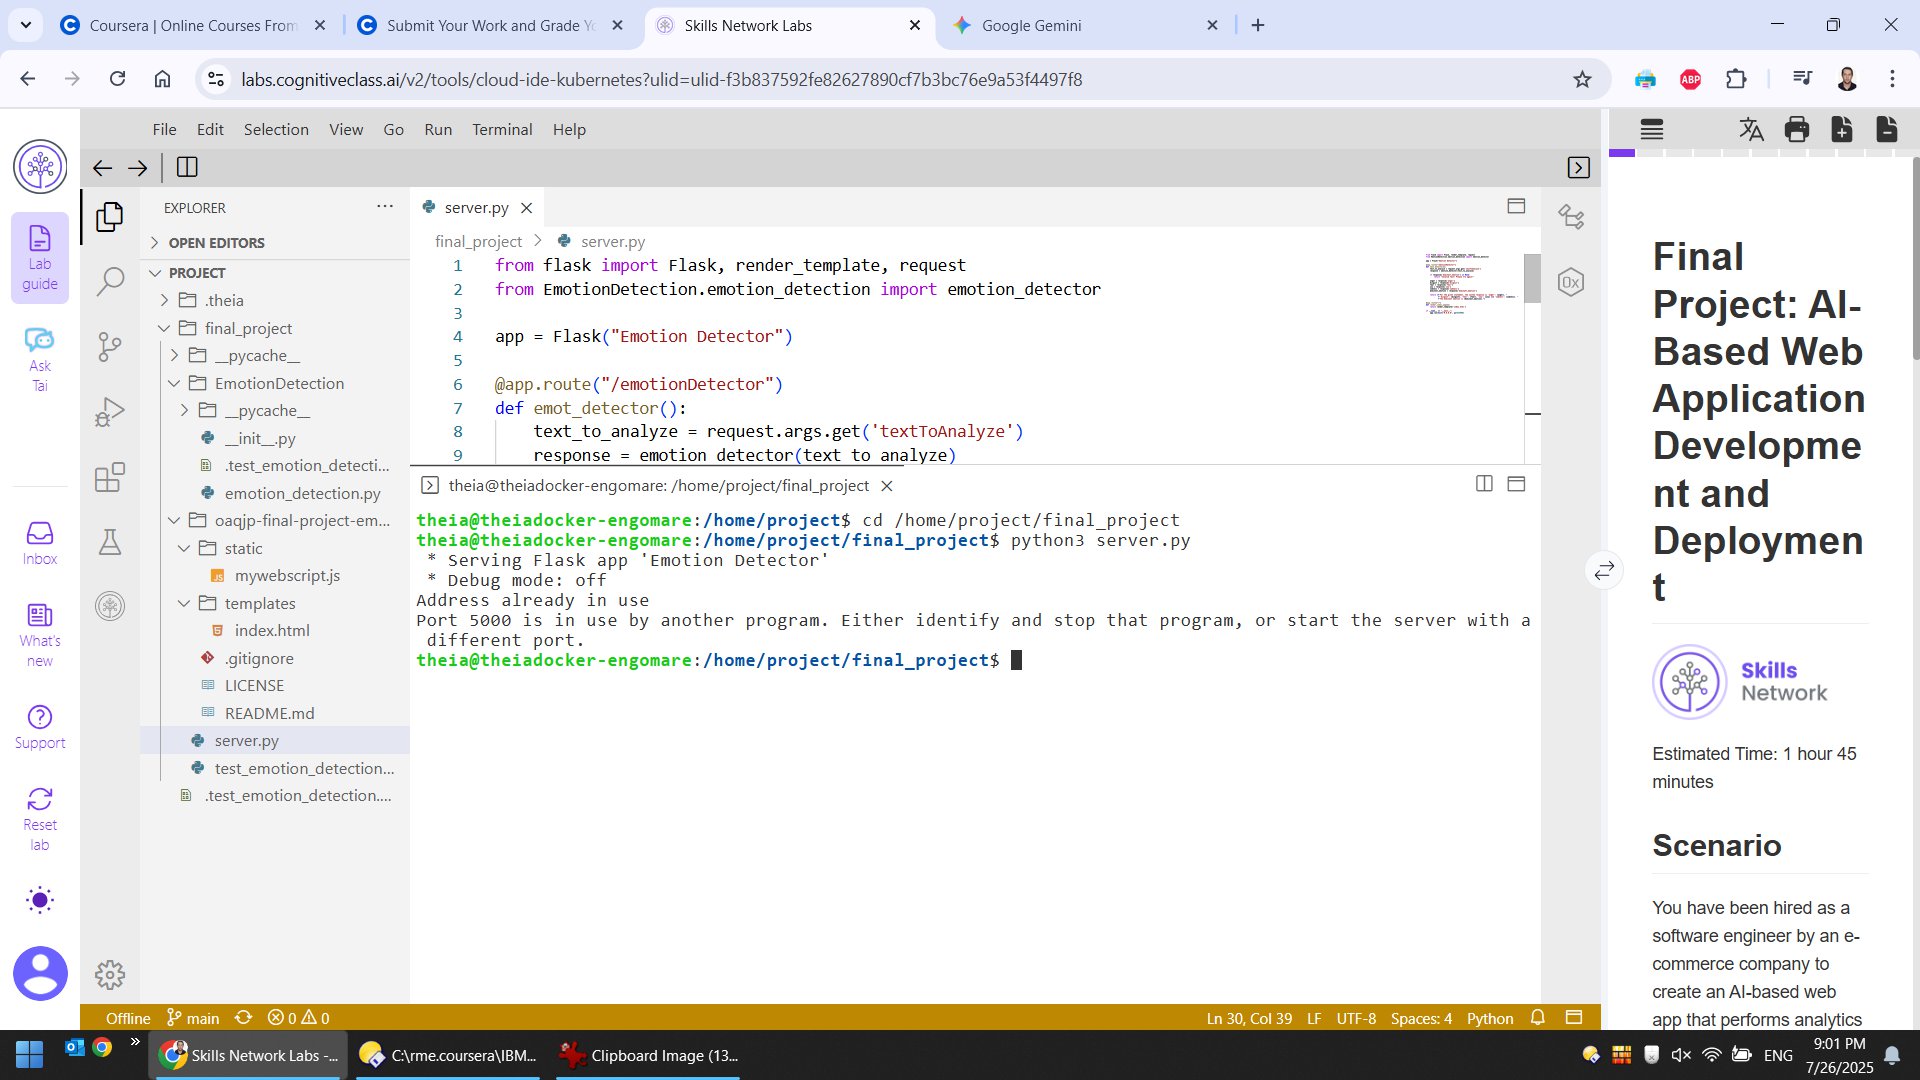 Coursera | Online Courses From
Submit Your Work and Grade Yo
Skills Network Labs
Google Gemini
labs.cognitiveclass.ai/v2/tools/cloud-ide-kubernetes?ulid=ulid-f3b837592fe82627890cf7b3bc76e9a53f4497f8
ABP
File Edit Selection View Go Run Terminal Help
Lab guide
Ask Tai
Inbox
What's new
Support
Reset lab
EXPLORER
OPEN EDITORS
PROJECT
.theia
final_project
__pycache__
EmotionDetection
__pycache__
__init__.py
.test_emotion_detecti...
emotion_detection.py
oaqjp-final-project-em...
static
JS mywebscript.js
templates
index.html
.gitignore
LICENSE
README.md
server.py
test_emotion_detection...
.test_emotion_detection....
server.py
final_project > server.py
1 from flask import Flask, render_template, request
2 from EmotionDetection.emotion_detection import emotion_detector
3
4 app = Flask("Emotion Detector")
5
6 @app.route("/emotionDetector")
7 def emot_detector():
8 text_to_analyze = request.args.get('textToAnalyze')
9 response = emotion_detector(text_to_analyze)
theia@theiadocker-engomare: /home/project/final_project
theia@theiadocker-engomare:/home/project$ cd /home/project/final_project
theia@theiadocker-engomare:/home/project/final_project$ python3 server.py
* Serving Flask app 'Emotion Detector'
* Debug mode: off
Address already in use
Port 5000 is in use by another program. Either identify and stop that program, or start the server with a
different port.
theia@theiadocker-engomare:/home/project/final_project$
0x
Final
Project: AI-
Based Web
Application
Developme
nt and
Deploymen
t
Skills
Network
Estimated Time: 1 hour 45
minutes
Scenario
You have been hired as a
software engineer by an e-
commerce company to
create an AI-based web
app that performs analytics
Offline main 0 0
Ln 30, Col 39 LF UTF-8 Spaces: 4 Python
Skills Network Labs -...
C:\rme.coursera\IBM...
Clipboard Image (13...
ENG
9:01 PM
7/26/2025